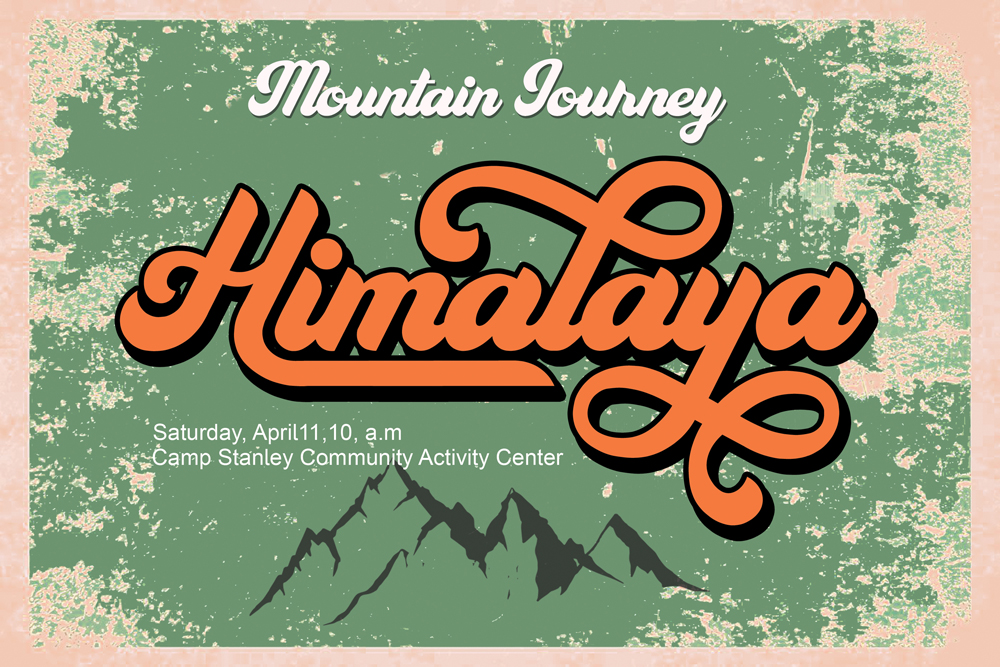 Mountain Journey
Himalaya
Saturday, April11,10, a.m
Camp Stanley Community Activity Center